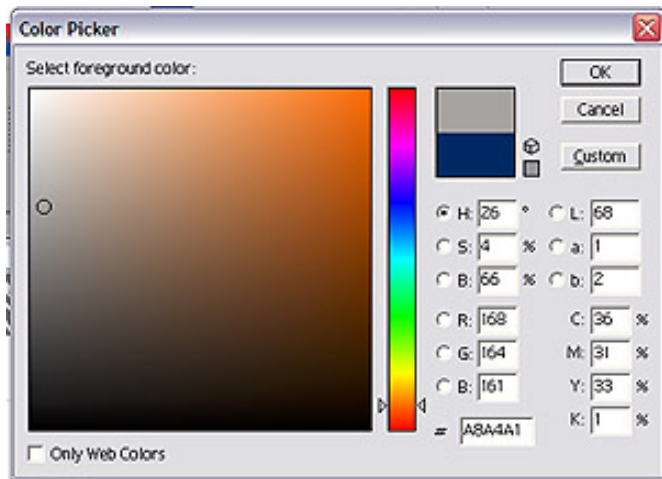 Color Picker
Select foreground color:
OK
Cancel
Custom
H: 26 °
S: 4 %
B: 66 %
R: 168
G: 164
B: 161
# A8A4A1
L: 68
a: 1
b: 2
C: 36 %
M: 31 %
Y: 33 %
K: 1 %
Only Web Colors